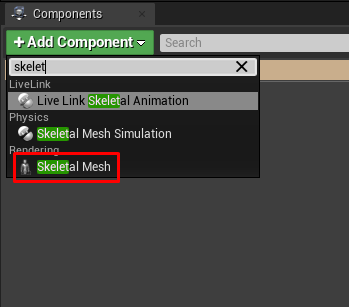 Components
+ Add Component
Search
skelet
LiveLink
Live Link Skeletal Animation
Physics
Skeletal Mesh Simulation
Rendering
Skeletal Mesh